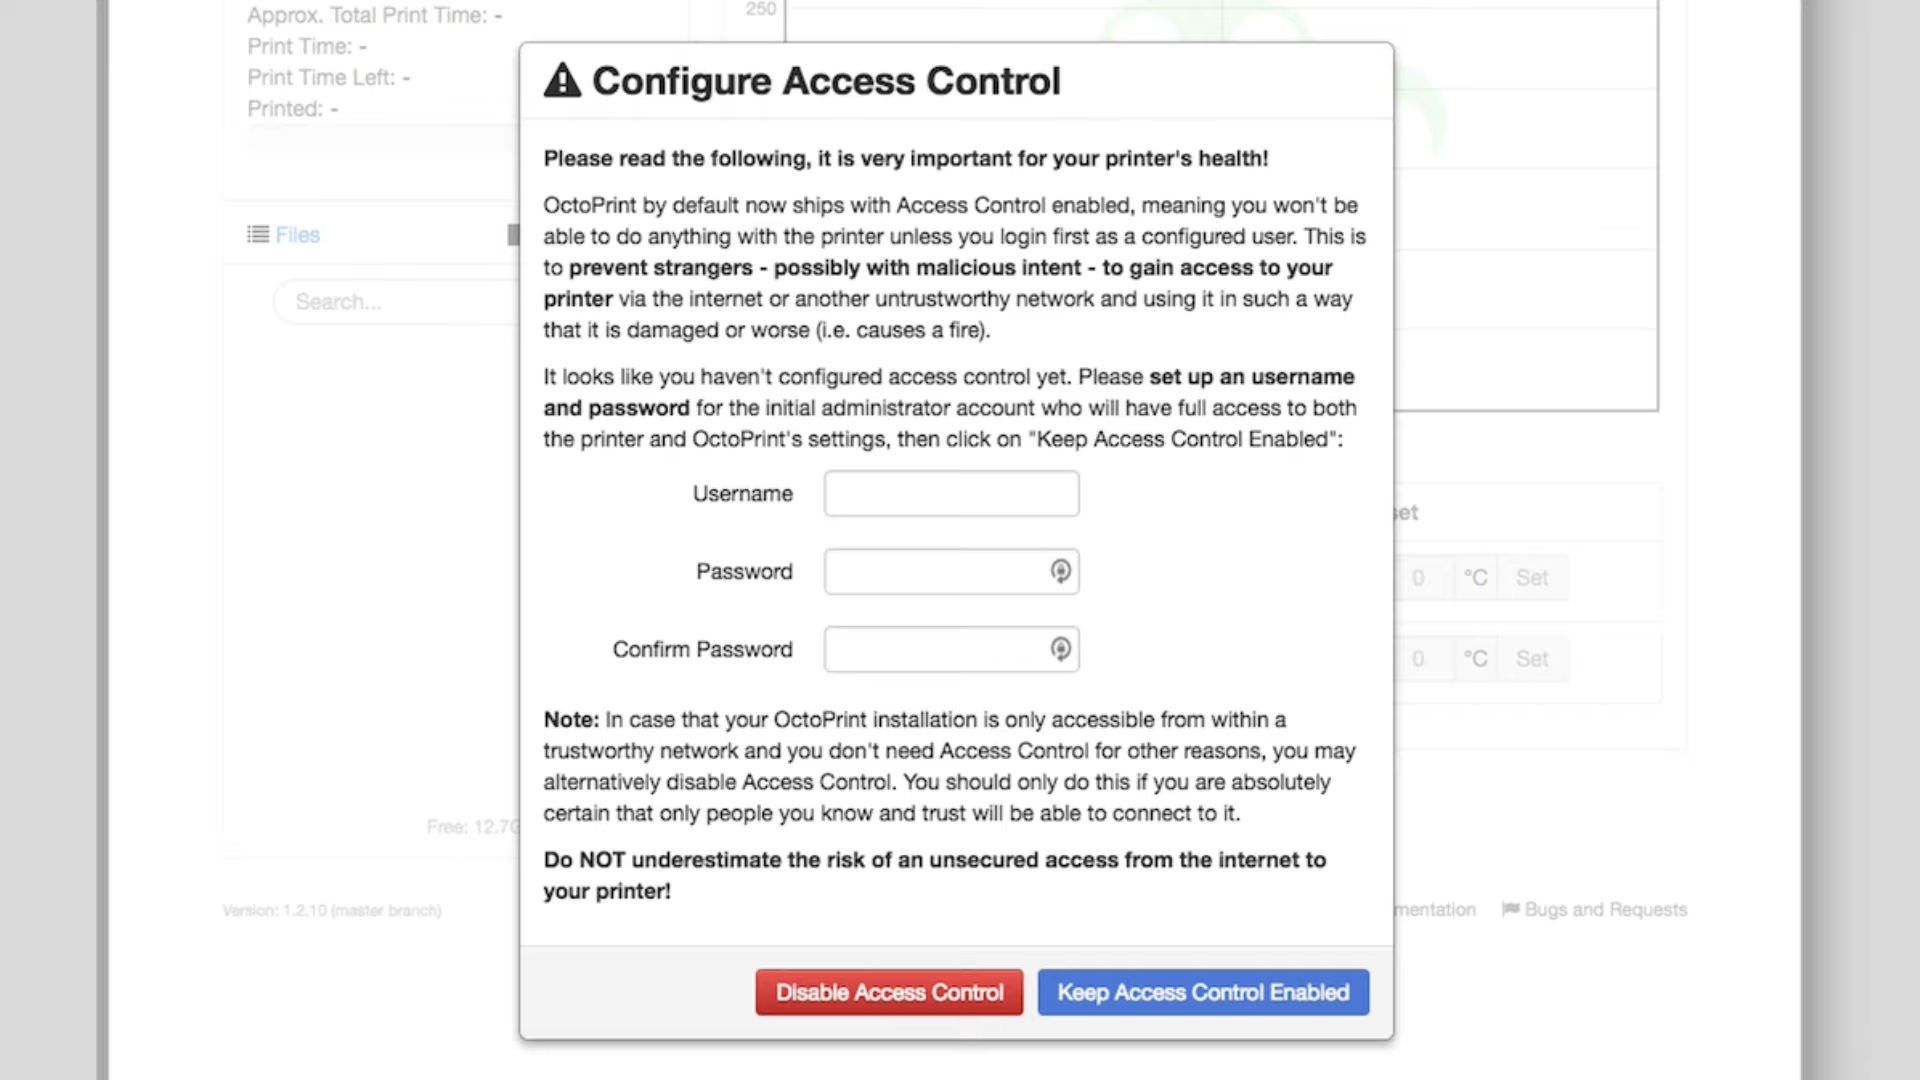 Approx. Total Print Time: -
Print Time: -
Print Time Left: -
Printed: -
250
Files
Search...
Free: 12.7G
Version: 1.2.10 (master branch)
Configure Access Control
Please read the following, it is very important for your printer's health!
OctoPrint by default now ships with Access Control enabled, meaning you won't be
able to do anything with the printer unless you login first as a configured user. This is
to prevent strangers - possibly with malicious intent - to gain access to your
printer via the internet or another untrustworthy network and using it in such a way
that it is damaged or worse (i.e. causes a fire).
It looks like you haven't configured access control yet. Please set up an username
and password for the initial administrator account who will have full access to both
the printer and OctoPrint's settings, then click on "Keep Access Control Enabled":
Username
Password
Confirm Password
Note: In case that your OctoPrint installation is only accessible from within a
trustworthy network and you don't need Access Control for other reasons, you may
alternatively disable Access Control. You should only do this if you are absolutely
certain that only people you know and trust will be able to connect to it.
Do NOT underestimate the risk of an unsecured access from the internet to
your printer!
Disable Access Control
Keep Access Control Enabled
set
0 °C Set
0 °C Set
mentation
Bugs and Requests